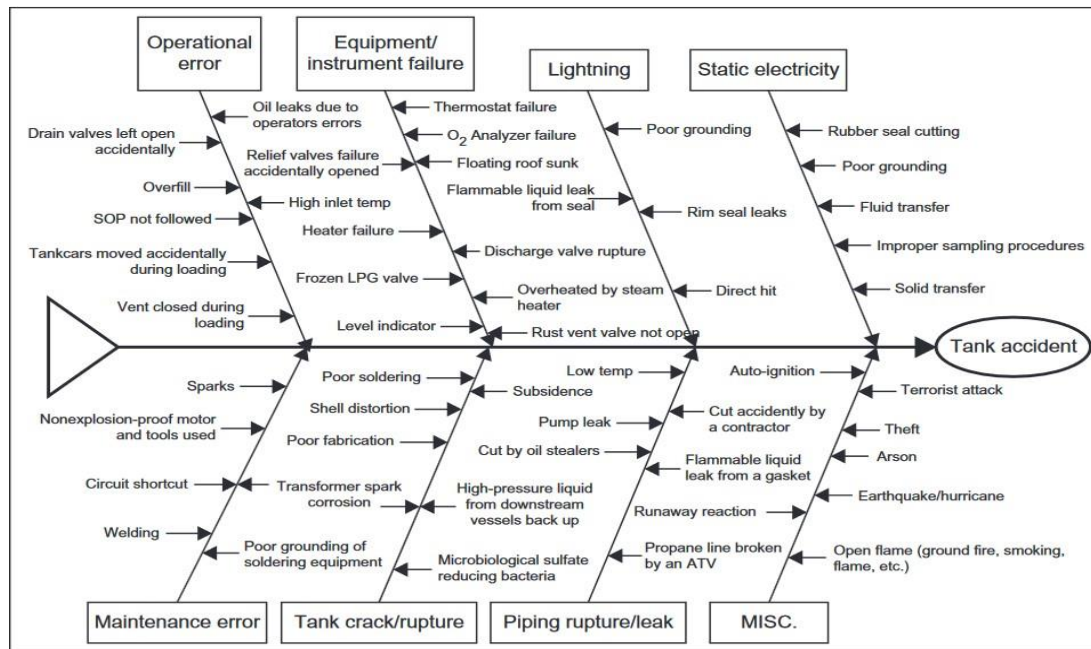 Operational
error
Equipment/
instrument failure
Lightning
Static electricity
Oil leaks due to
operators errors
Drain valves left open
accidentally
Overfill
High inlet temp
SOP not followed
Tankcars moved accidentally
during loading
Vent closed during
loading
Thermostat failure
O2 Analyzer failure
Relief valves failure
accidentally opened
Floating roof sunk
Heater failure
Discharge valve rupture
Frozen LPG valve
Overheated by steam
heater
Level indicator
Rust vent valve not open
Poor grounding
Flammable liquid leak
from seal
Rim seal leaks
Direct hit
Rubber seal cutting
Poor grounding
Fluid transfer
Improper sampling procedures
Solid transfer
Tank accident
Sparks
Nonexplosion-proof motor
and tools used
Circuit shortcut
Transformer spark
corrosion
Welding
Poor grounding of
soldering equipment
Poor soldering
Subsidence
Shell distortion
Poor fabrication
High-pressure liquid
from downstream
vessels back up
Microbiological sulfate
reducing bacteria
Low temp
Cut accidently by
a contractor
Pump leak
Cut by oil stealers
Flammable liquid
leak from a gasket
Propane line broken
by an ATV
Auto-ignition
Terrorist attack
Theft
Arson
Earthquake/hurricane
Runaway reaction
Open flame (ground fire, smoking,
flame, etc.)
Maintenance error
Tank crack/rupture
Piping rupture/leak
MISC.